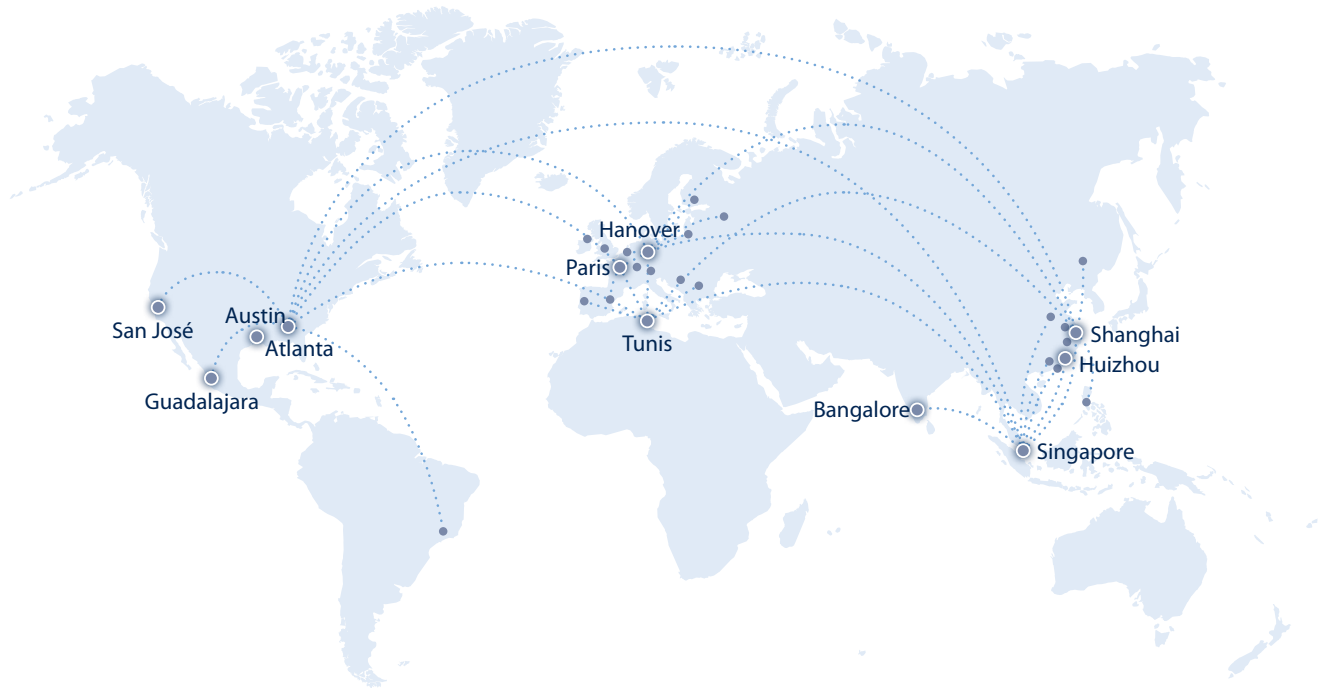 Hanover
Paris
Austin
San José
Atlanta
Tunis
Shanghai
Huizhou
Guadalajara
Bangalore
Singapore